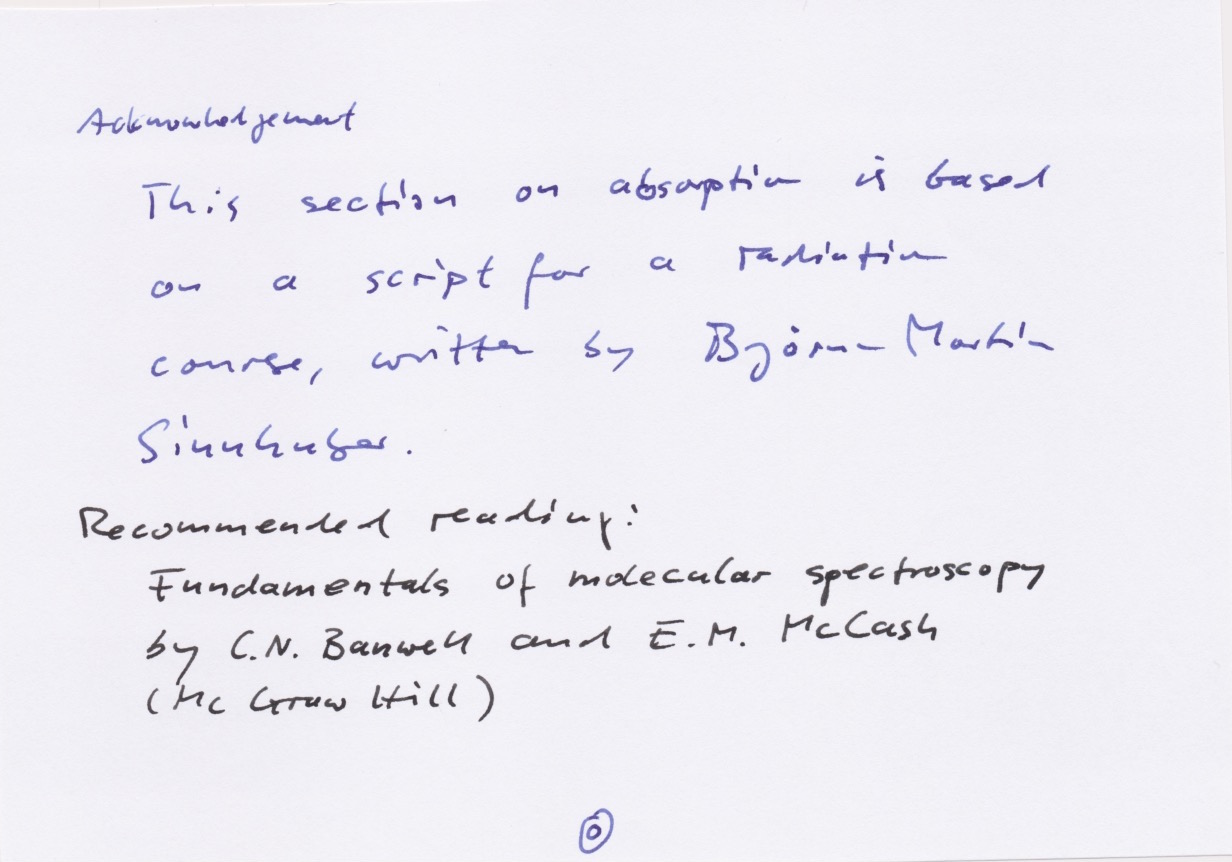 Acknowledgement
This section on absorption is based
on a script for a radiation
course, written by Björn-Martin
Sinnhuber.
Recommended reading:
Fundamentals of molecular spectroscopy
by C.N. Banwell and E.M. McCash
(Mc Graw Hill)
0